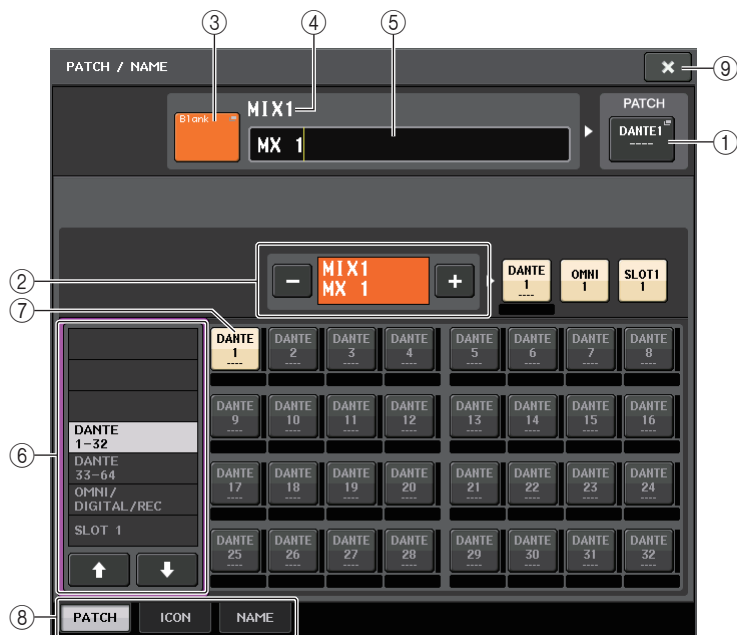 ③ ④ ⑤
PATCH / NAME
× ⑨
Blank
MIX1
MX 1
PATCH
DANTE1
----
①
②
− MIX1 +
MX 1
DANTE 1 ----
OMNI 1
SLOT1 1
⑦
DANTE 1 ---- DANTE 2 ---- DANTE 3 ---- DANTE 4 ---- DANTE 5 ---- DANTE 6 ---- DANTE 7 ---- DANTE 8 ----
DANTE 9 ---- DANTE 10 ---- DANTE 11 ---- DANTE 12 ---- DANTE 13 ---- DANTE 14 ---- DANTE 15 ---- DANTE 16 ----
DANTE 17 ---- DANTE 18 ---- DANTE 19 ---- DANTE 20 ---- DANTE 21 ---- DANTE 22 ---- DANTE 23 ---- DANTE 24 ----
DANTE 25 ---- DANTE 26 ---- DANTE 27 ---- DANTE 28 ---- DANTE 29 ---- DANTE 30 ---- DANTE 31 ---- DANTE 32 ----
⑥
DANTE
1-32
DANTE
33-64
OMNI/
DIGITAL/REC
SLOT 1
⑧
PATCH ICON NAME